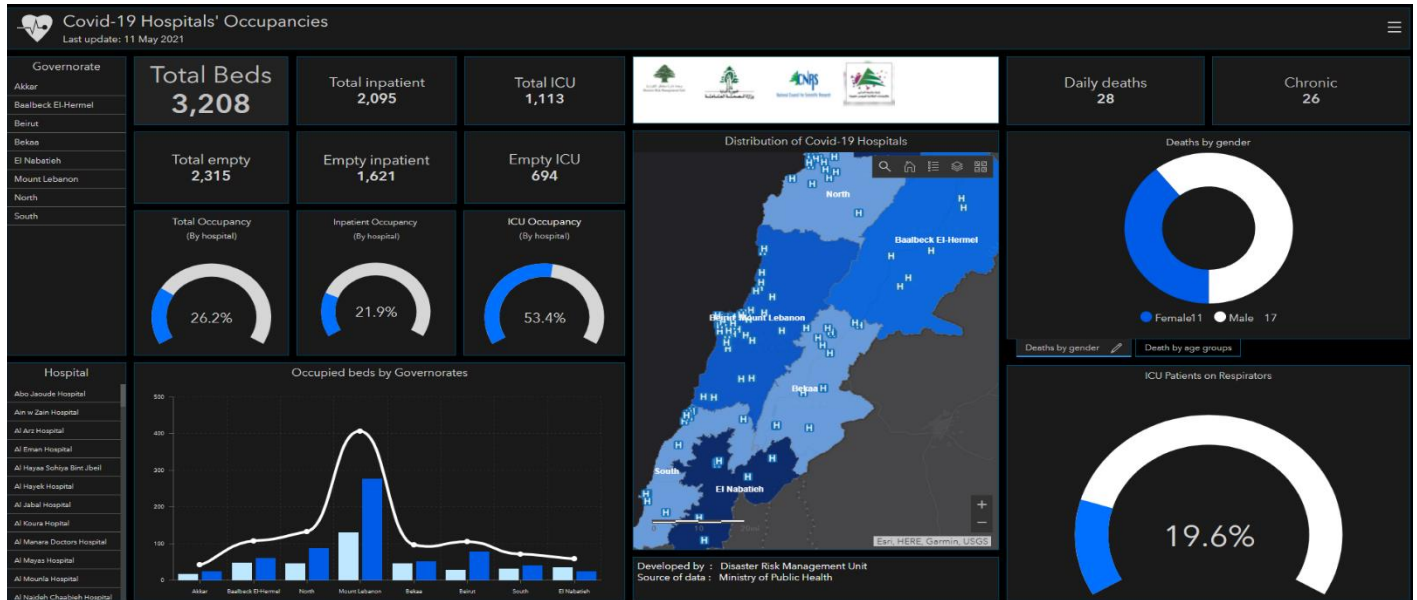 Covid-19 Hospitals' Occupancies
Last update: 11 May 2021
Governorate
Akkar
Baalbeck El-Hermel
Beirut
Bekaa
El Nabatieh
Mount Lebanon
North
South
Total Beds
3,208
Total inpatient
2,095
Total ICU
1,113
Total empty
2,315
Empty inpatient
1,621
Empty ICU
694
Total Occupancy
(By hospital)
26.2%
Inpatient Occupancy
(By hospital)
21.9%
ICU Occupancy
(By hospital)
53.4%
Hospital
Abo Jaoude Hospital
Ain w Zain Hospital
Al Arz Hospital
Al Eman Hospital
Al Hayaa Sohiya Bint Jbeil
Al Hayek Hospital
Al Jabal Hospital
Al Koura Hopital
Al Manara Doctors Hospital
Al Mayas Hospital
Al Mounla Hospital
Al Naideh Chaabieh Hospital
Occupied beds by Governorates
500
400
300
200
100
0
Akkar
Baalbeck El-Hermel
North
Mount Lebanon
Bekaa
Beirut
South
El Nabatieh
CNRS
Distribution of Covid-19 Hospitals
North
Baalbeck El-Hermel
Beirut Mount Lebanon
Bekaa
South
El Nabatieh
Esri, HERE, Garmin, USGS
Developed by : Disaster Risk Management Unit
Source of data : Ministry of Public Health
Daily deaths
28
Chronic
26
Deaths by gender
Female11 Male 17
Deaths by gender
Death by age groups
ICU Patients on Respirators
19.6%